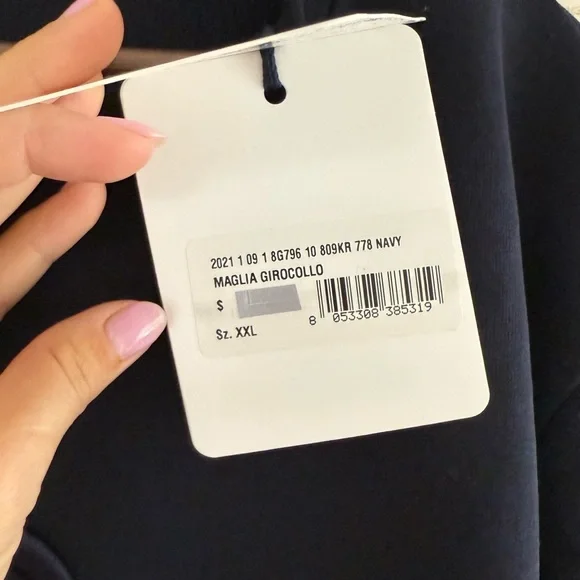 2021 1 09 1 8G796 10 809KR 778 NAVY
MAGLIA GIROCOLLO
$
8 053308 385319
Sz. XXL